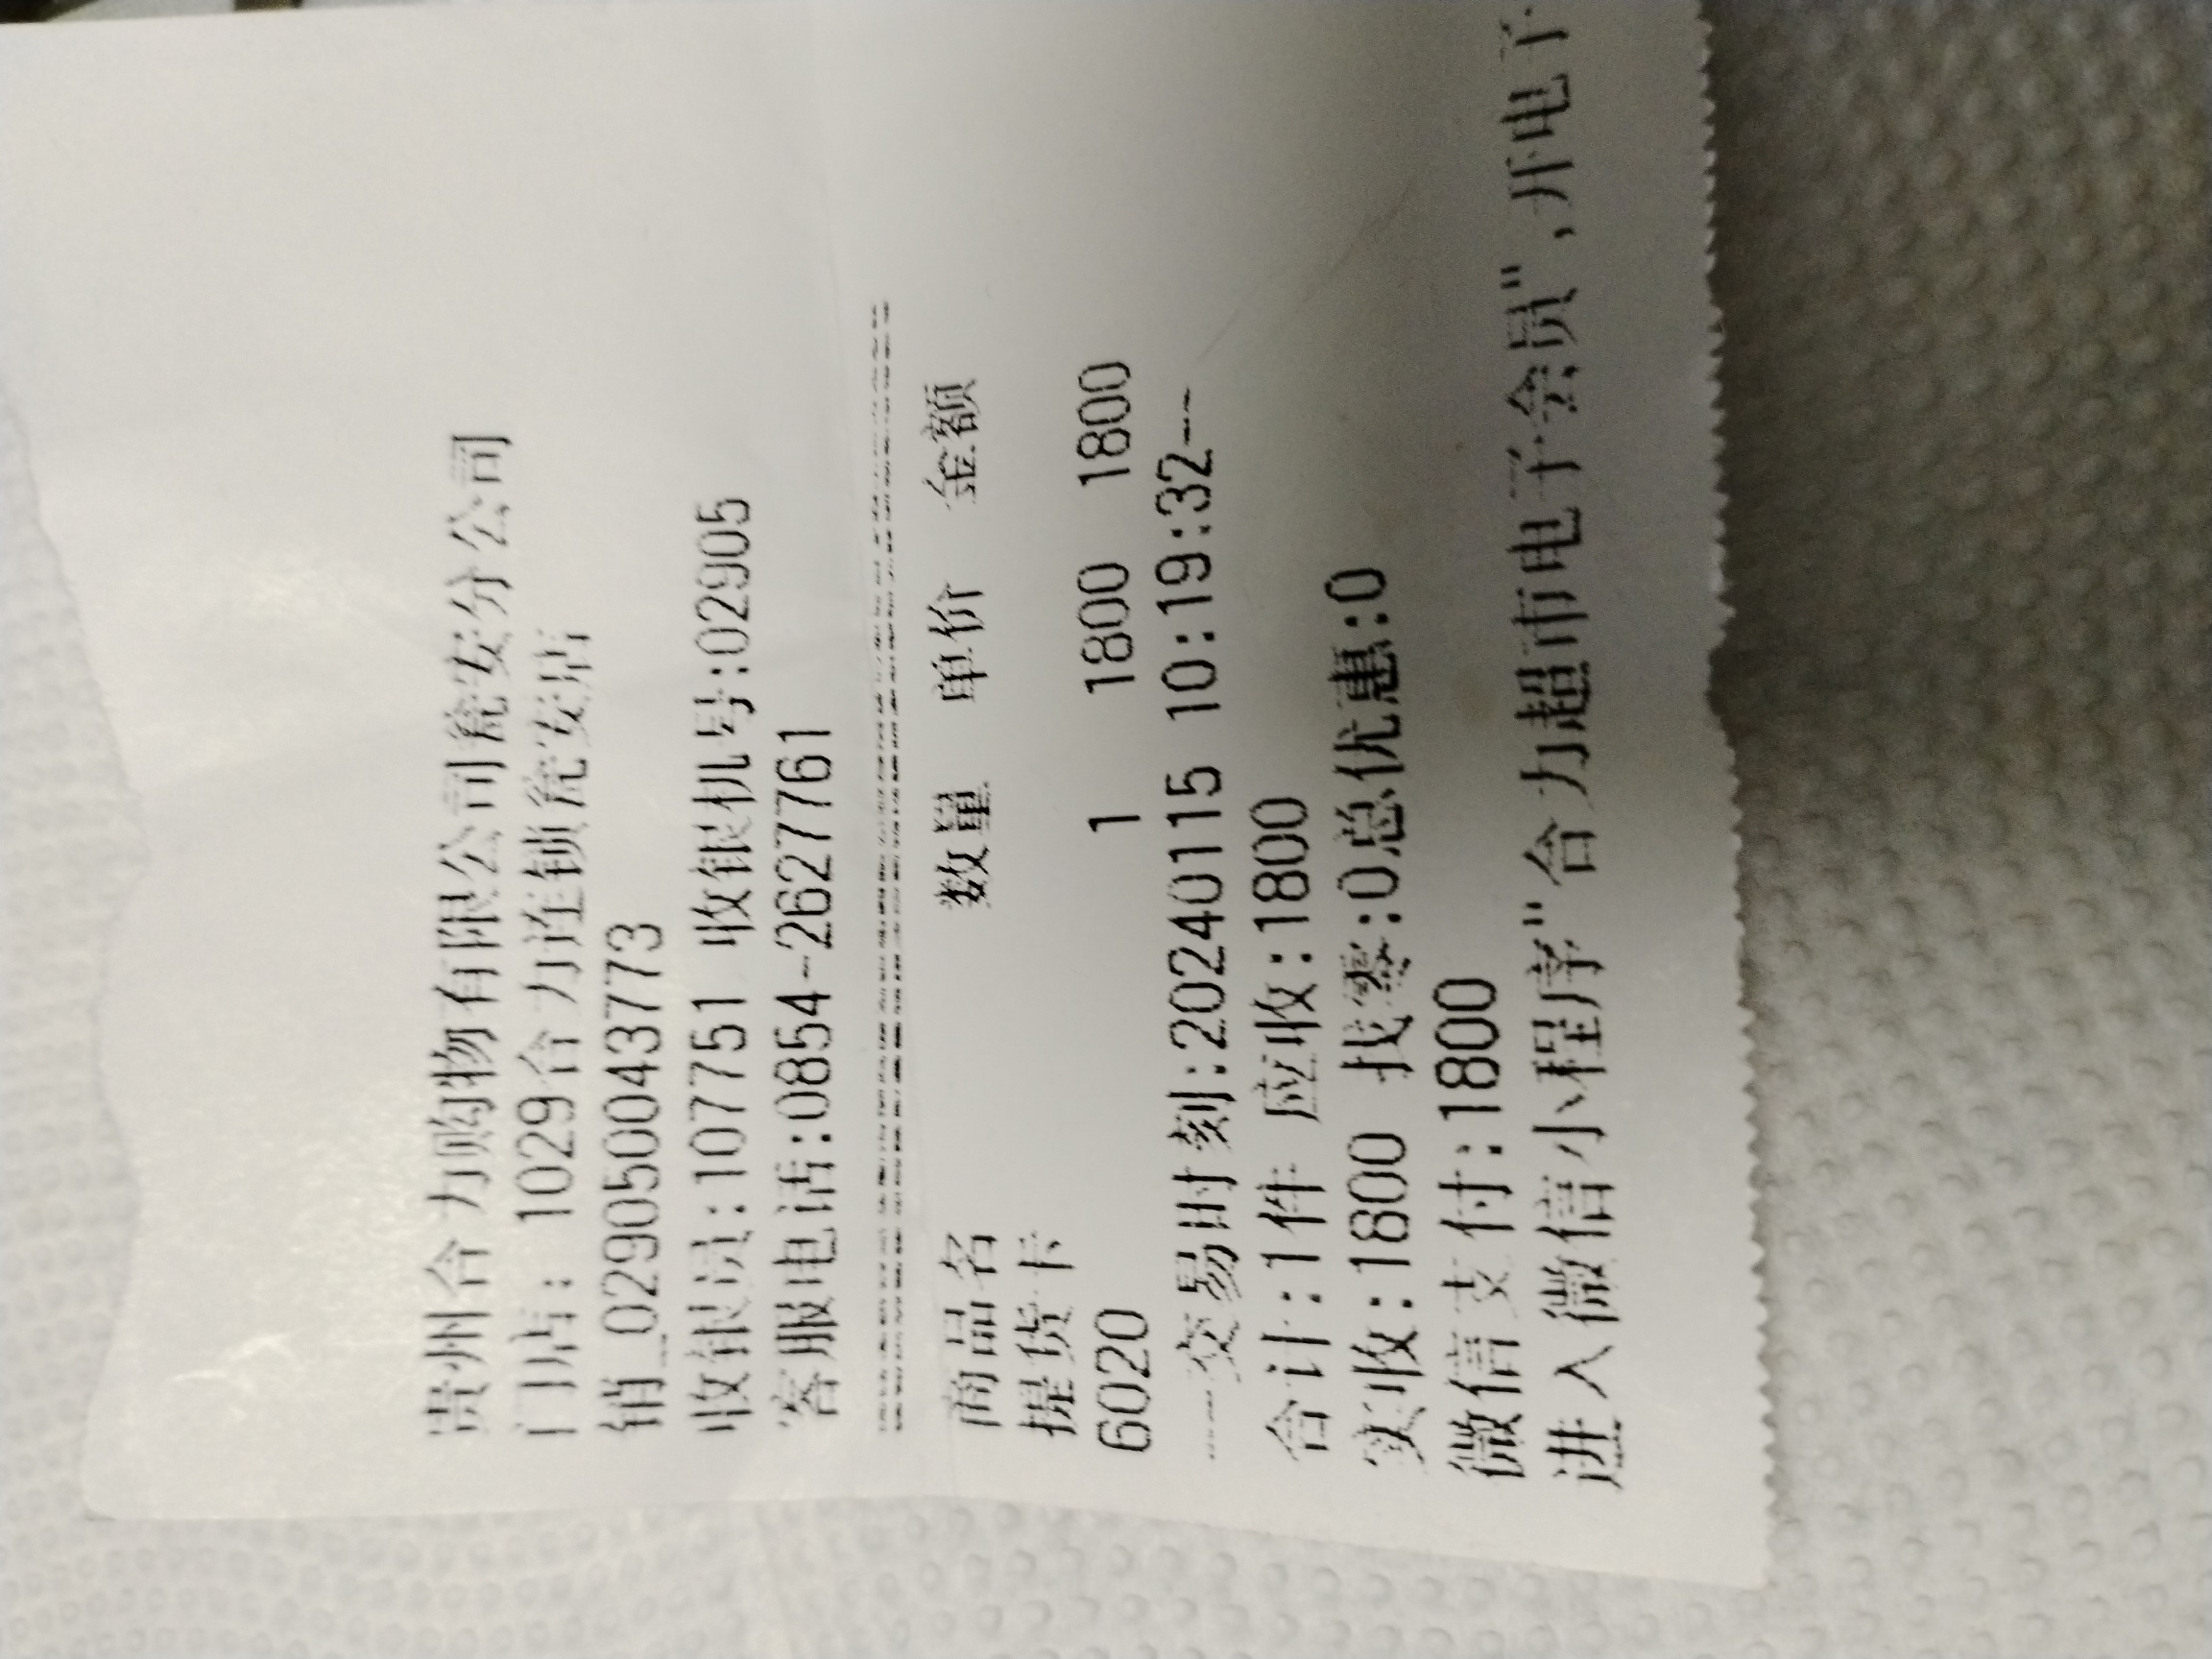 贵州合力购物有限公司瓮安分公司
门店: 1029合力连锁瓮安店
销_0290500437773
收银员:107751 收银机号:02905
客服电话:0854-2627761
商品名 数量 单价 金额
提货卡
6020 1 1800 1800
----交易时刻:20240115 10:19:32--
合计:1件 应收:1800
实收:1800 找零:0总优惠:0
微信支付:1800
进入微信小程序"合力超市电子会员",开电子